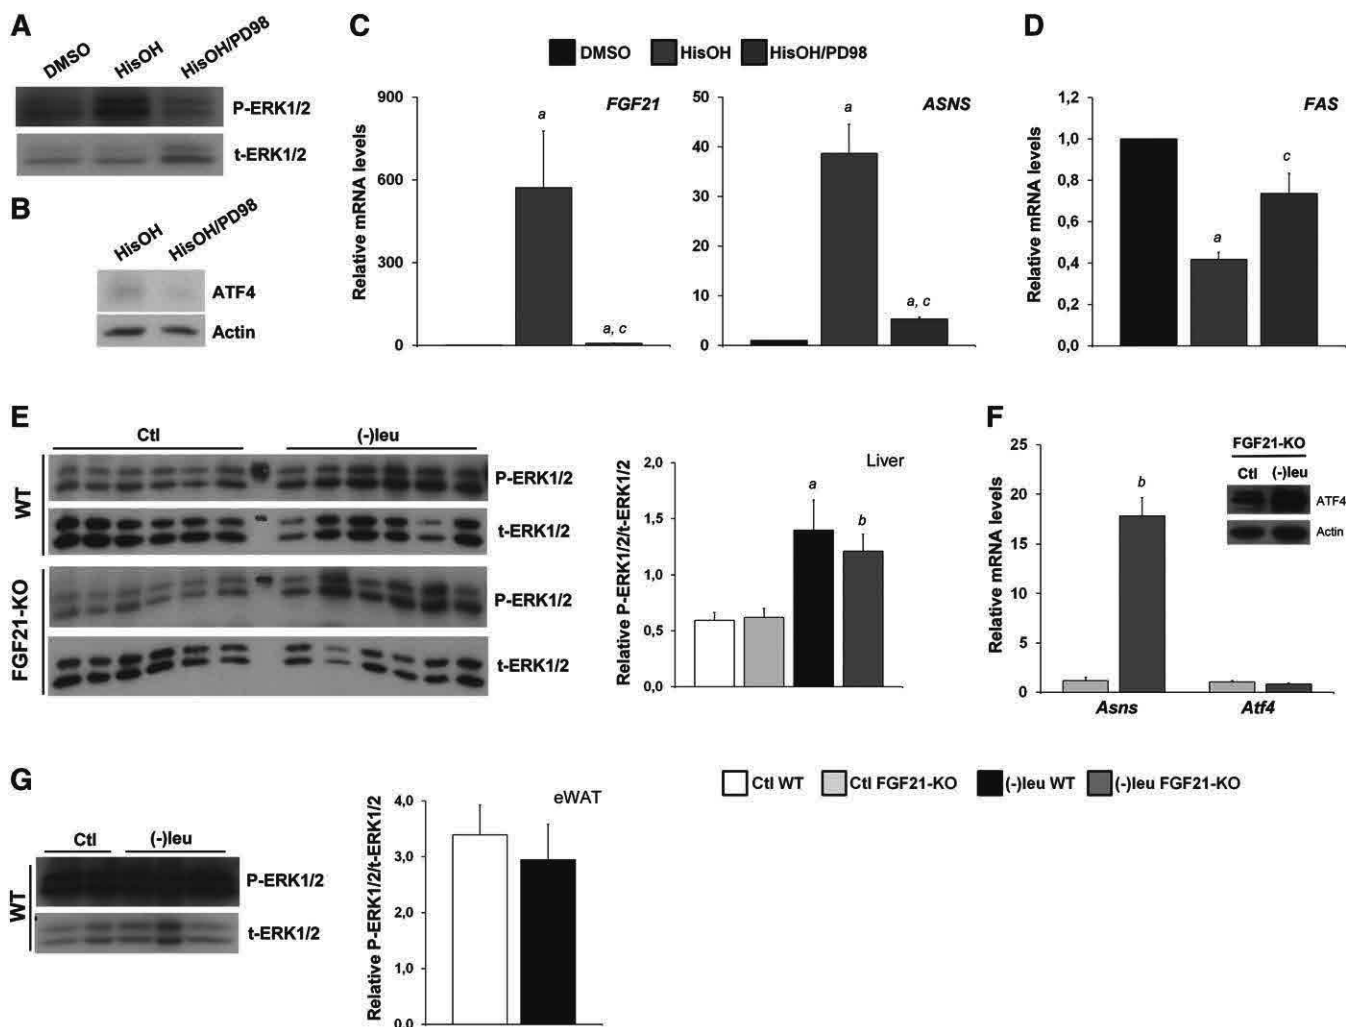 A
DMSO
HisOH
HisOH/PD98
P-ERK1/2
t-ERK1/2
B
HisOH
HisOH/PD98
ATF4
Actin
C
DMSO HisOH HisOH/PD98
FGF21
Relative mRNA levels
900
600
300
0
a
a, c
ASNS
50
40
30
20
10
0
a
a, c
D
FAS
Relative mRNA levels
1,2
1,0
0,8
0,6
0,4
0,2
0,0
a
c
E
Ctl (-)leu
WT
P-ERK1/2
t-ERK1/2
FGF21-KO
P-ERK1/2
t-ERK1/2
Liver
Relative P-ERK1/2/t-ERK1/2
2,0
1,5
1,0
0,5
0,0
a
b
F
Relative mRNA levels
25
20
15
10
5
0
b
Asns Atf4
FGF21-KO
Ctl (-)leu
ATF4
Actin
Ctl WT Ctl FGF21-KO (-)leu WT (-)leu FGF21-KO
G
Ctl (-)leu
WT
P-ERK1/2
t-ERK1/2
eWAT
Relative P-ERK1/2/t-ERK1/2
4,0
3,0
2,0
1,0
0,0